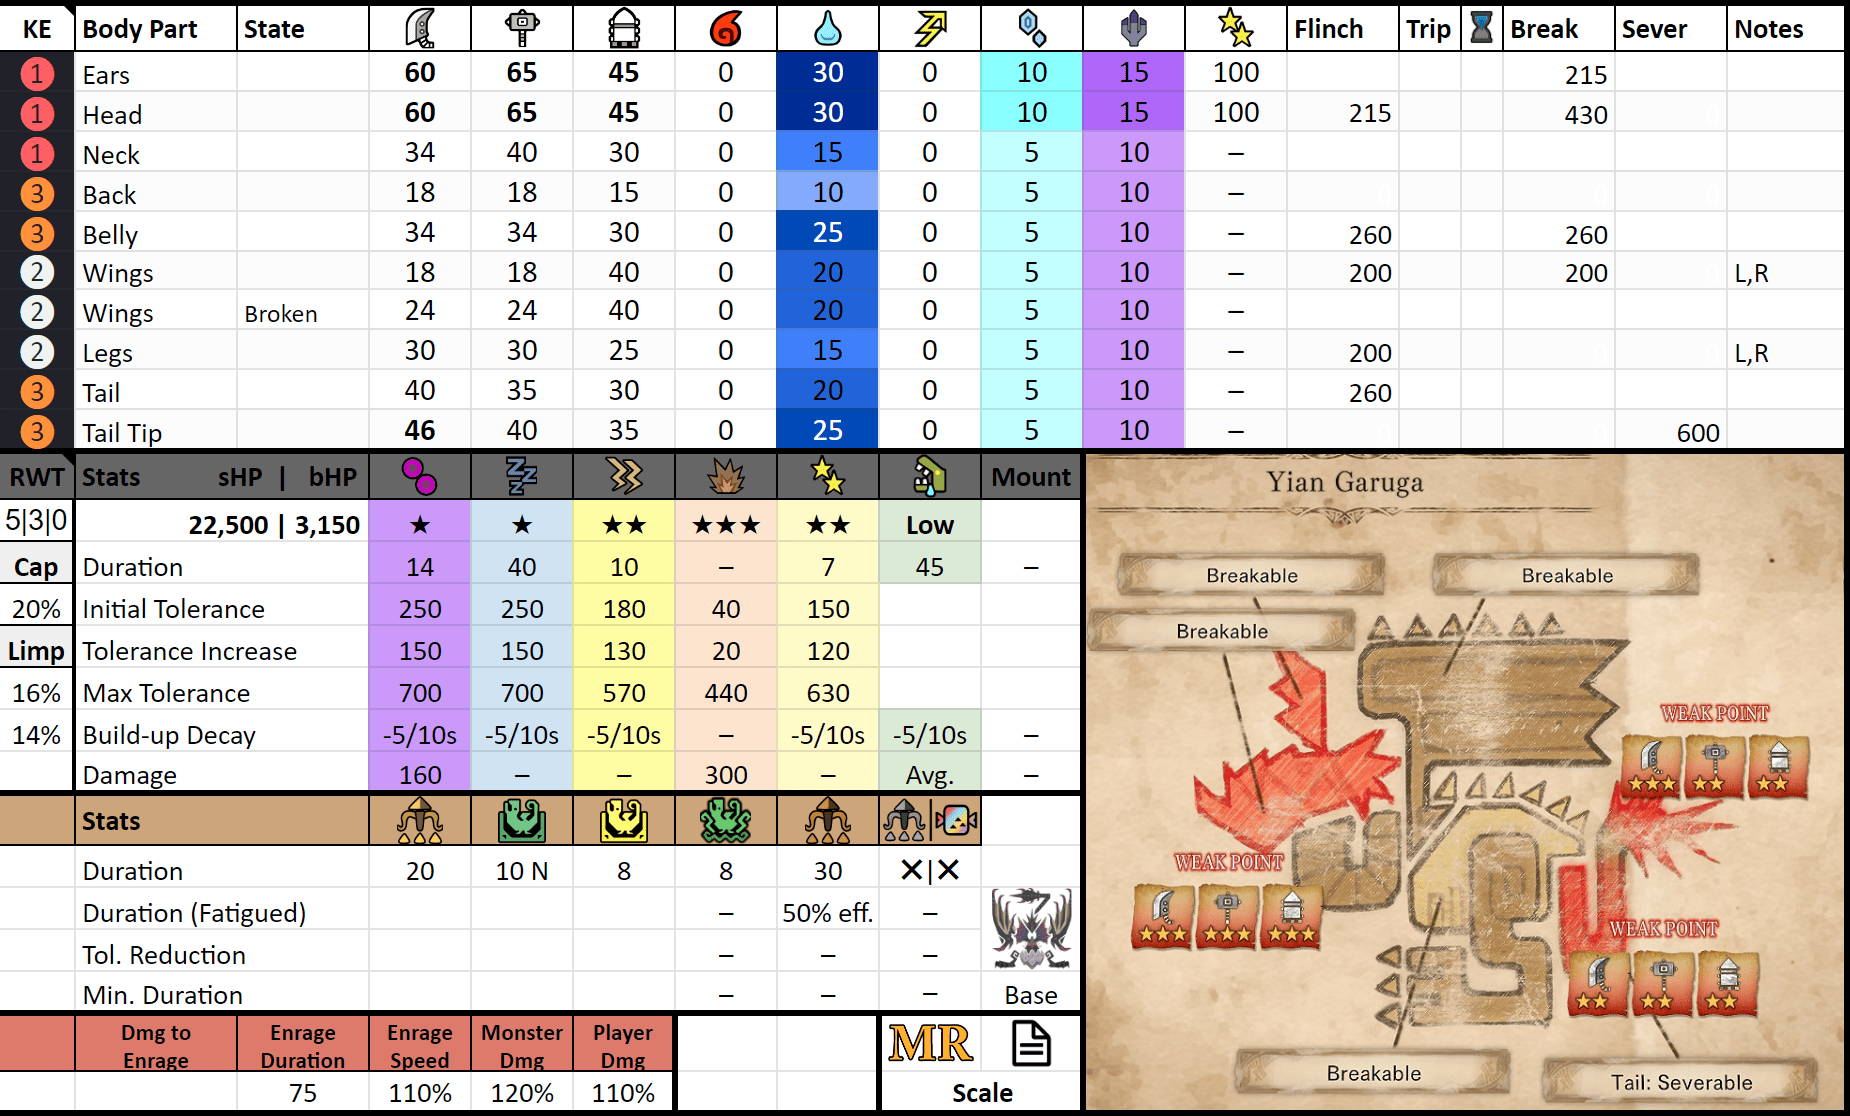 KE Body Part State Flinch Trip Break Sever Notes
1 Ears 60 65 45 0 30 0 10 15 100 215
1 Head 60 65 45 0 30 0 10 15 100 215 430
1 Neck 34 40 30 0 15 0 5 10 –
3 Back 18 18 15 0 10 0 5 10 –
3 Belly 34 34 30 0 25 0 5 10 – 260 260
2 Wings 18 18 40 0 20 0 5 10 – 200 200 L,R
2 Wings Broken 24 24 40 0 20 0 5 10 –
2 Legs 30 30 25 0 15 0 5 10 – 200 L,R
3 Tail 40 35 30 0 20 0 5 10 – 260
3 Tail Tip 46 40 35 0 25 0 5 10 – 600
RWT Stats sHP | bHP Mount
5|3|0 22,500 | 3,150 ★ ★ ★★ ★★★ ★★ Low
Cap Duration 14 40 10 – 7 45 –
20% Initial Tolerance 250 250 180 40 150
Limp Tolerance Increase 150 150 130 20 120
16% Max Tolerance 700 700 570 440 630
14% Build-up Decay -5/10s -5/10s -5/10s – -5/10s -5/10s –
Damage 160 – – 300 – Avg. –
Stats
Duration 20 10 N 8 8 30 ✕|✕
Duration (Fatigued) – 50% eff. –
Tol. Reduction – – –
Min. Duration – – – Base
Dmg to Enrage Enrage Duration Enrage Speed Monster Dmg Player Dmg MR
75 110% 120% 110% Scale
Yian Garuga
Breakable Breakable
Breakable
WEAK POINT
WEAK POINT
WEAK POINT
Breakable Tail: Severable